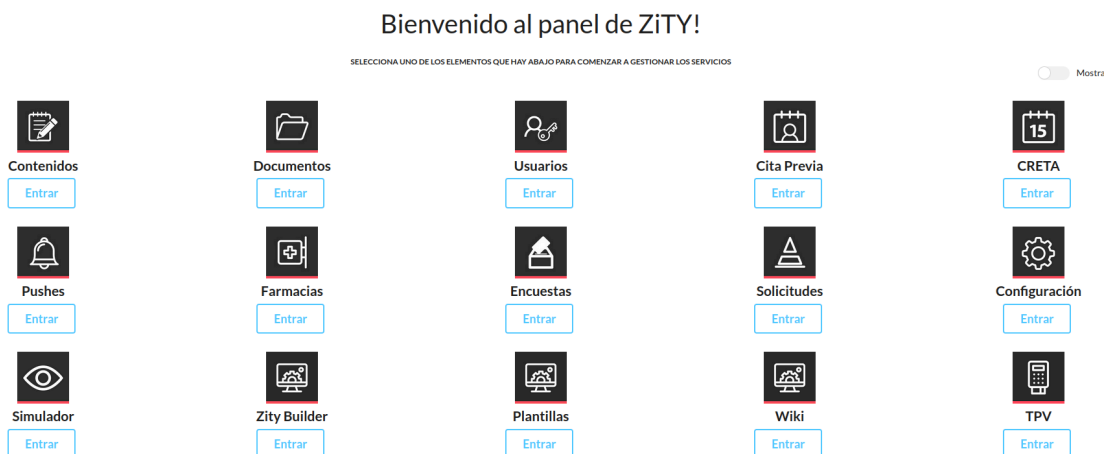 Bienvenido al panel de ZiTY!
SELECCIONA UNO DE LOS ELEMENTOS QUE HAY ABAJO PARA COMENZAR A GESTIONAR LOS SERVICIOS
Mostra
15
Contenidos Documentos Usuarios Cita Previa CRETA
Entrar Entrar Entrar Entrar Entrar
Pushes Farmacias Encuestas Solicitudes Configuración
Entrar Entrar Entrar Entrar Entrar
Simulador Zity Builder Plantillas Wiki TPV
Entrar Entrar Entrar Entrar Entrar